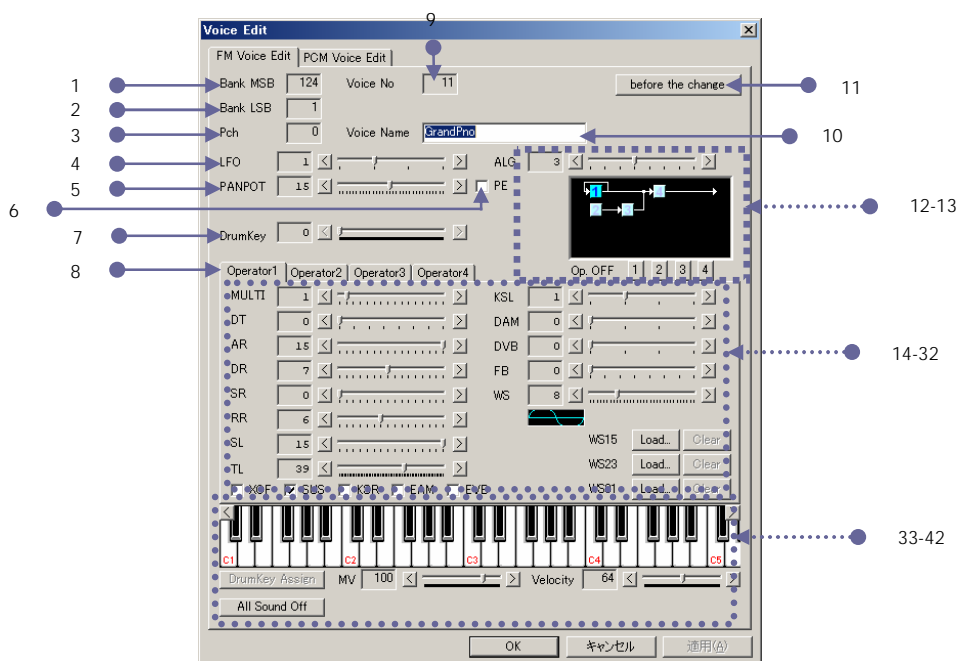 9
Voice Edit
FM Voice Edit PCM Voice Edit
1 Bank MSB 124 Voice No 11 before the change 11
2 Bank LSB 1
3 Pch 0 Voice Name GrandPno 10
4 LFO 1 ALG 3
5 PANPOT 15 PE
1 4
2 3
6 12-13
7 DrumKey 0
8 Operator1 Operator2 Operator3 Operator4 Op. OFF 1 2 3 4
MULTI 1 KSL 1
DT 0 DAM 0
AR 15 DVB 0
14-32
DR 7 FB 0
SR 0 WS 8
RR 6
SL 15 WS15 Load... Clear
TL 39 WS23 Load... Clear
XOF SUS KSR EAM EVB WS31 Load... Clear
33-42
C1 C2 C3 C4 C5
DrumKey Assign MV 100 Velocity 64
All Sound Off
OK キャンセル 適用(A)